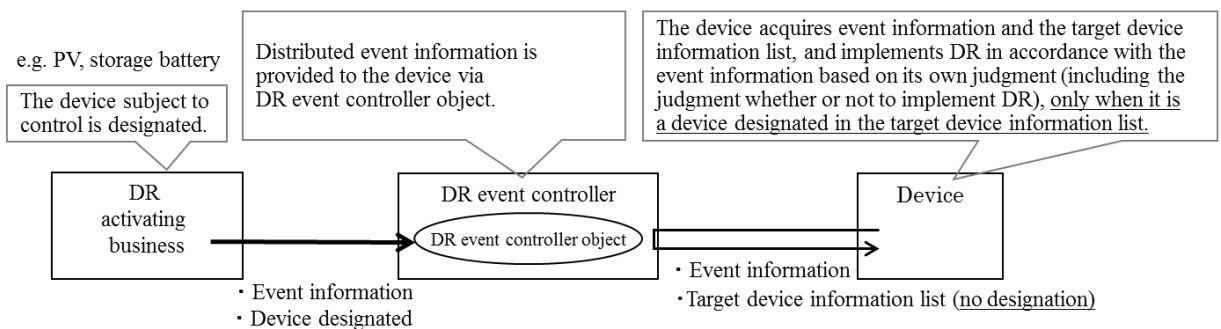 e.g. PV, storage battery
The device subject to
control is designated.
Distributed event information is
provided to the device via
DR event controller object.
The device acquires event information and the target device
information list, and implements DR in accordance with the
event information based on its own judgment (including the
judgment whether or not to implement DR), only when it is
a device designated in the target device information list.
DR
activating
business
DR event controller
DR event controller object
Device
・Event information
・Device designated
・Event information
・Target device information list (no designation)